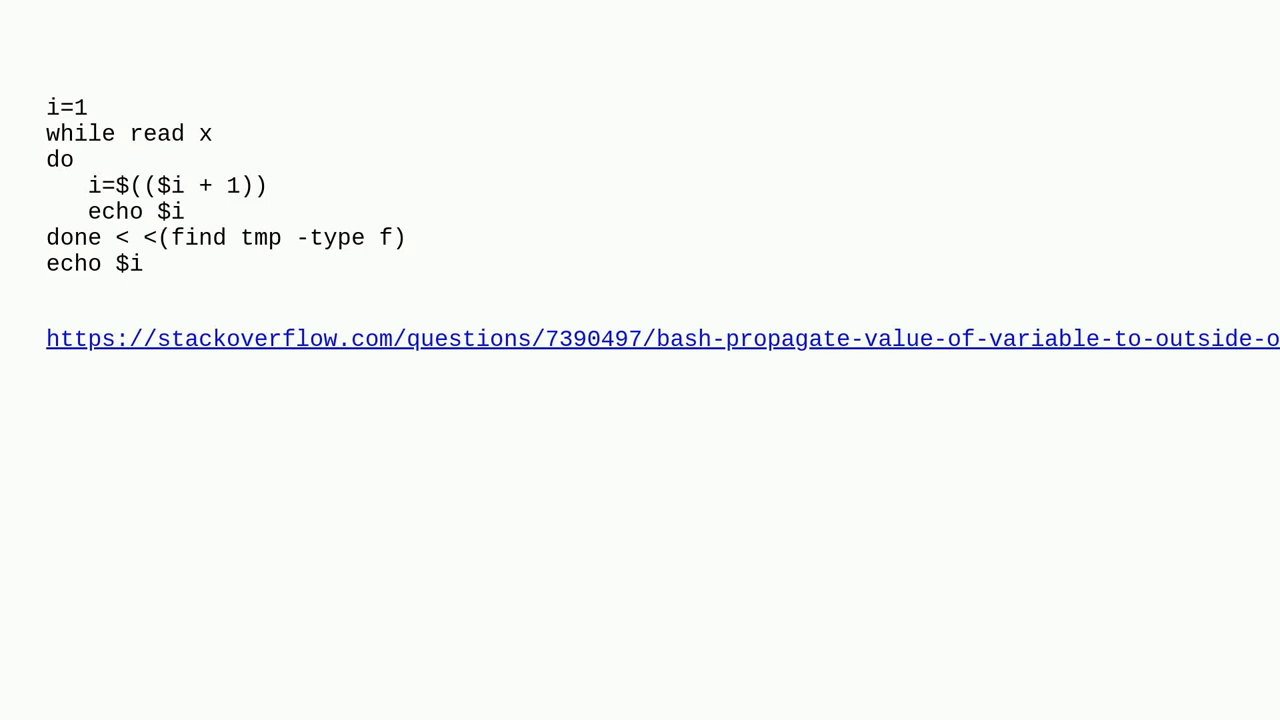 i=1
while read x
do
   i=$(($i + 1))
   echo $i
done < <(find tmp -type f)
echo $i
https://stackoverflow.com/questions/7390497/bash-propagate-value-of-variable-to-outside-o